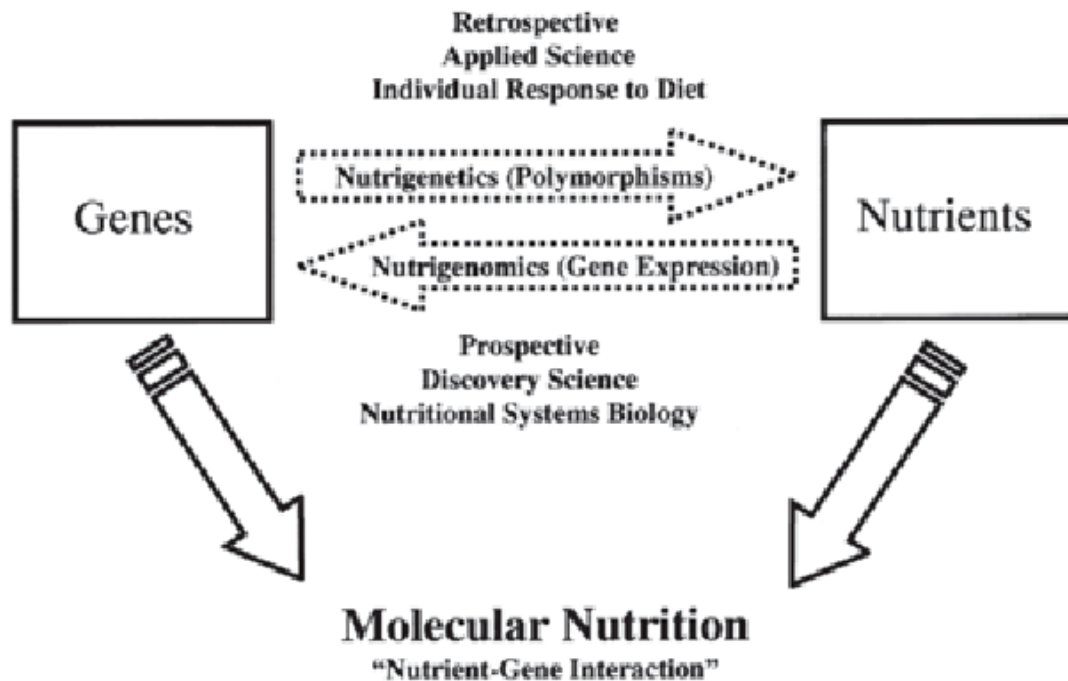 Retrospective
Applied Science
Individual Response to Diet
Genes
Nutrigenetics (Polymorphisms)
Nutrients
Nutrigenomics (Gene Expression)
Prospective
Discovery Science
Nutritional Systems Biology
Molecular Nutrition
“Nutrient-Gene Interaction”